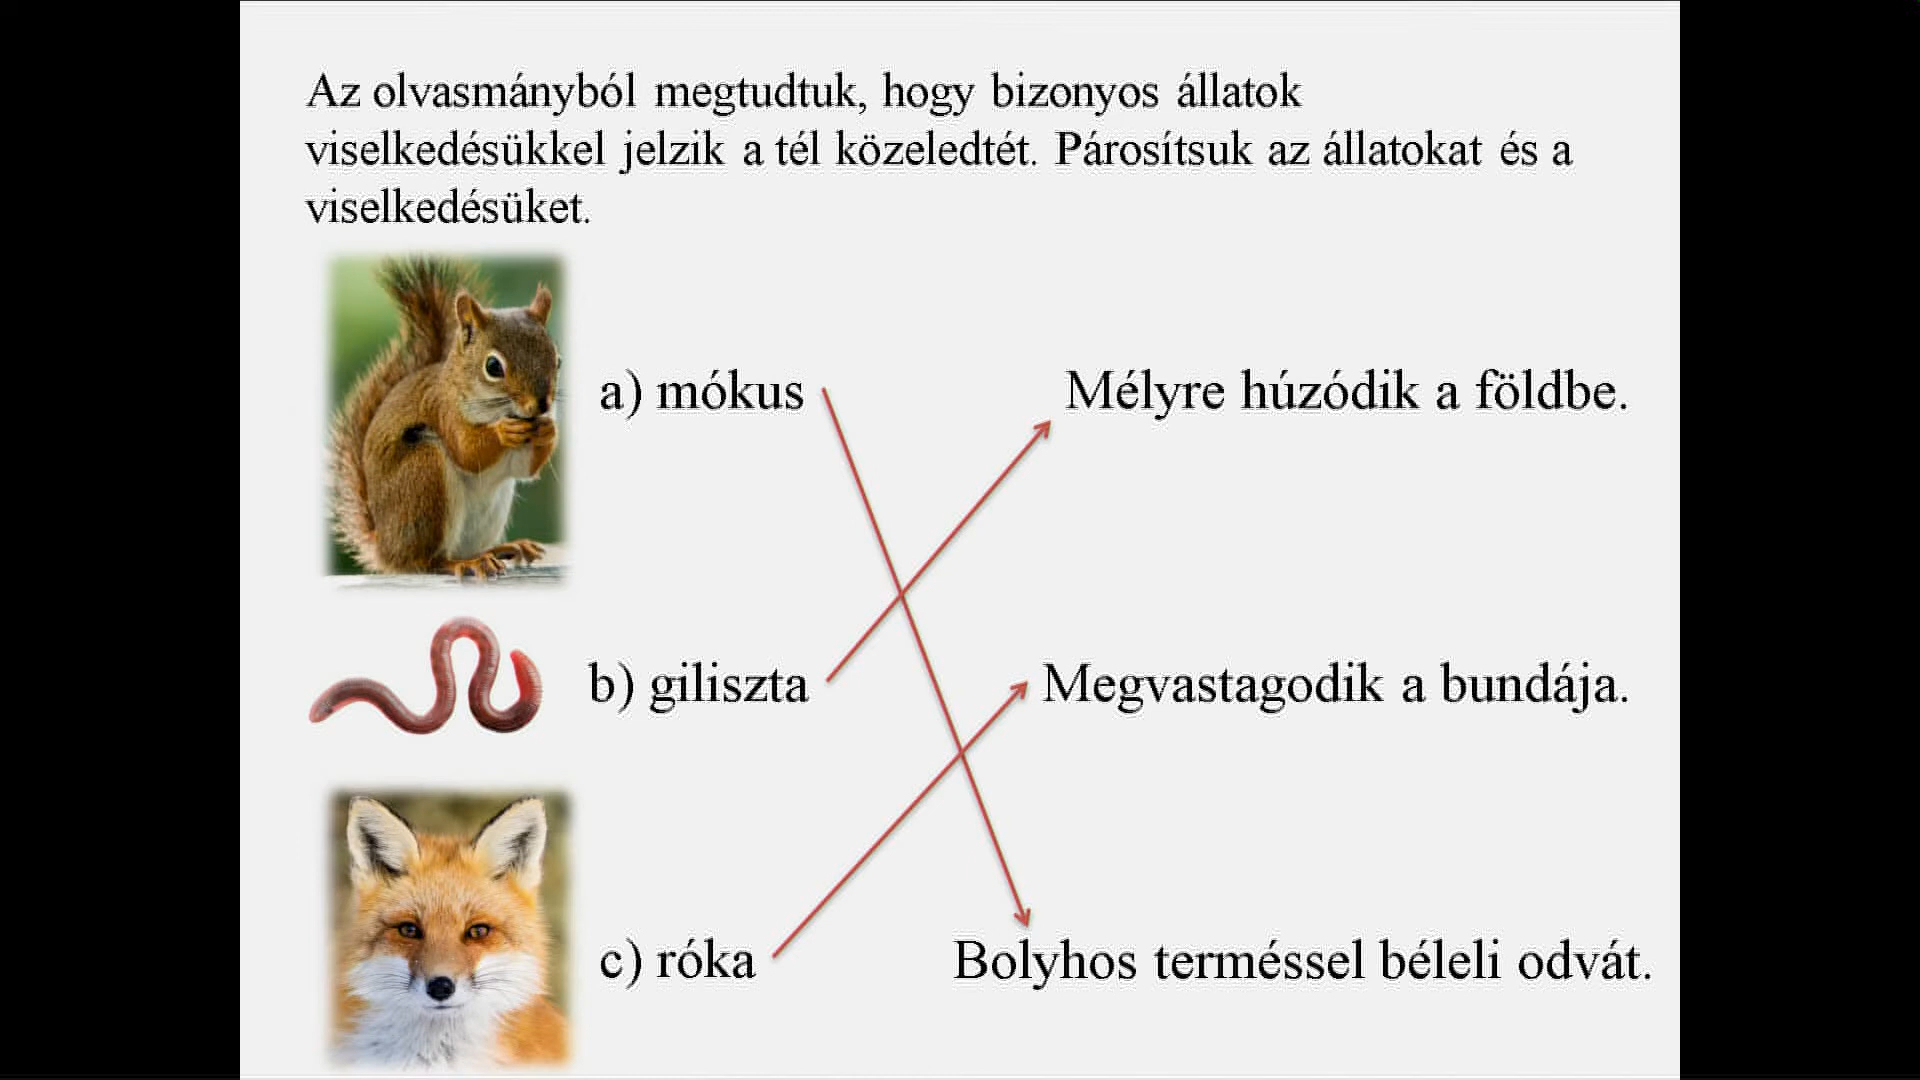 Az olvasmányból megtudtuk, hogy bizonyos állatok
viselkedésükkel jelzik a tél közeledtét. Párosítsuk az állatokat és a
viselkedésüket.
a) mókus
Mélyre húzódik a földbe.
b) giliszta
Megvastagodik a bundája.
c) róka
Bolyhos terméssel béleli odvát.